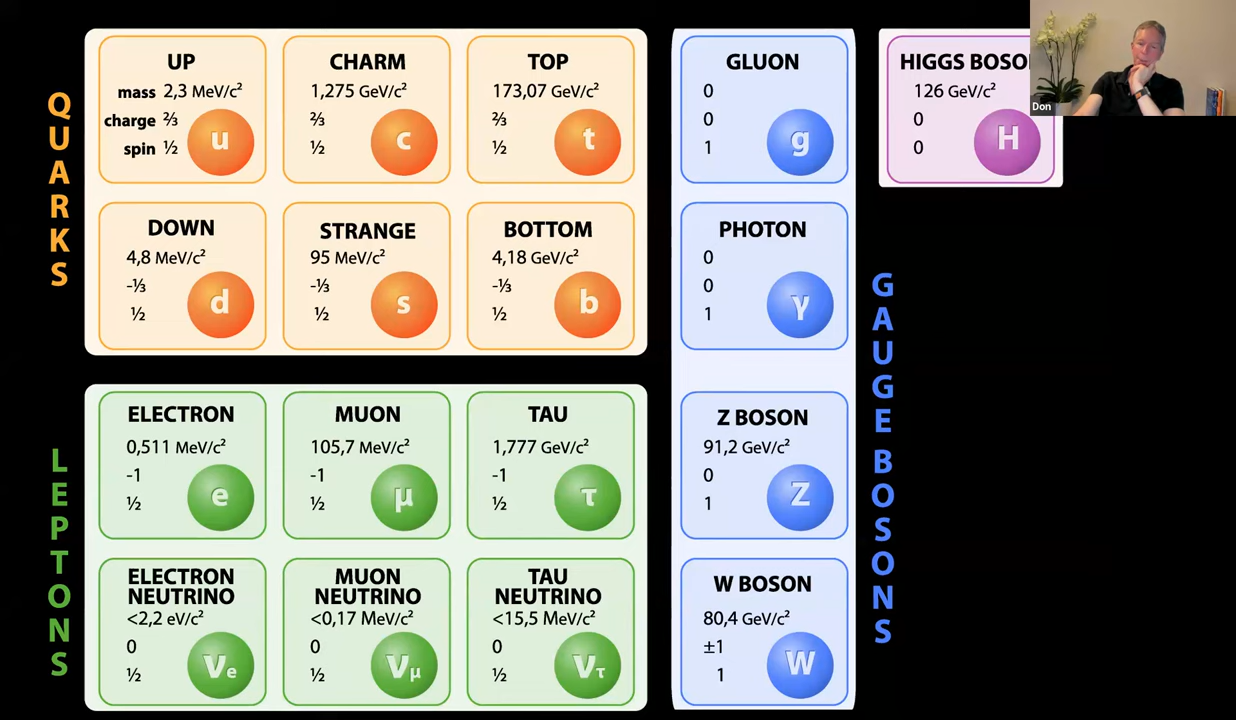 QUARKS
UP
mass 2,3 MeV/c²
charge ⅔
spin ½
u
CHARM
1,275 GeV/c²
⅔
½
c
TOP
173,07 GeV/c²
⅔
½
t
DOWN
4,8 MeV/c²
-⅓
½
d
STRANGE
95 MeV/c²
-⅓
½
s
BOTTOM
4,18 GeV/c²
-⅓
½
b
LEPTONS
ELECTRON
0,511 MeV/c²
-1
½
e
MUON
105,7 MeV/c²
-1
½
μ
TAU
1,777 GeV/c²
-1
½
τ
ELECTRON
NEUTRINO
<2,2 eV/c²
0
½
νe
MUON
NEUTRINO
<0,17 MeV/c²
0
½
νμ
TAU
NEUTRINO
<15,5 MeV/c²
0
½
ντ
GLUON
0
0
1
g
PHOTON
0
0
1
γ
Z BOSON
91,2 GeV/c²
0
1
Z
W BOSON
80,4 GeV/c²
±1
1
W
GAUGE BOSONS
HIGGS
126 GeV/c²
0
0
H
Don